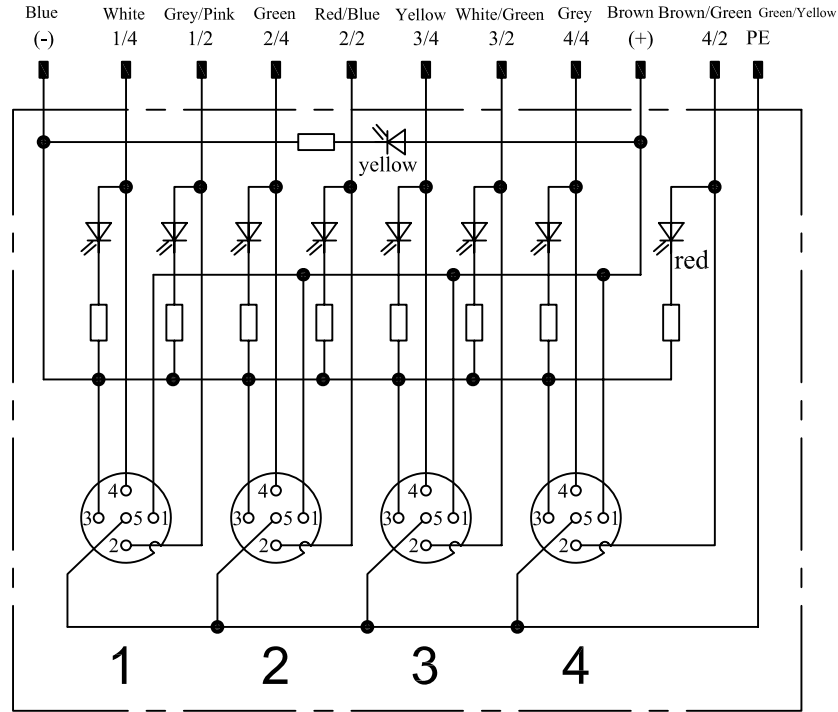 Blue White Grey/Pink Green Red/Blue Yellow White/Green Grey Brown Brown/Green Green/Yellow
(-) 1/4 1/2 2/4 2/2 3/4 3/2 4/4 (+) 4/2 PE
yellow
red
4 4 4 4
3 5 1 3 5 1 3 5 1 3 5 1
2 2 2 2
1 2 3 4